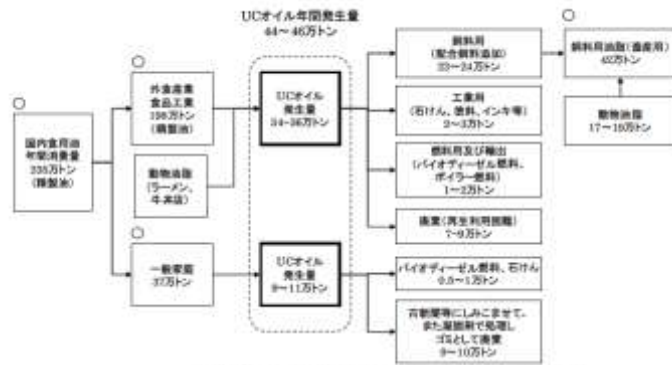 UCオイル年間発生量
44～46万トン
国内食用油
年間消費量
235万トン
(精製油)
外食産業
食品工業
198万トン
(精製油)
動物油脂
(ラーメン、
牛丼店)
一般家庭
37万トン
UCオイル
発生量
34~36万トン
UCオイル
発生量
9～11万トン
飼料用
(配合飼料添加)
23～24万トン
工業用
(石けん、塗料、インキ等)
2～3万トン
燃料用及び輸出
(バイオディーゼル燃料、
ボイラー燃料)
1～2万トン
廃棄(再生利用困難)
7~9万トン
バイオディーゼル燃料、石けん
0.5～1万トン
古新聞等にしみこませて、
また凝固剤で処理し
ゴミとして廃棄
9～10万トン
飼料用油脂(畜産用)
42万トン
動物油脂
17～18万トン